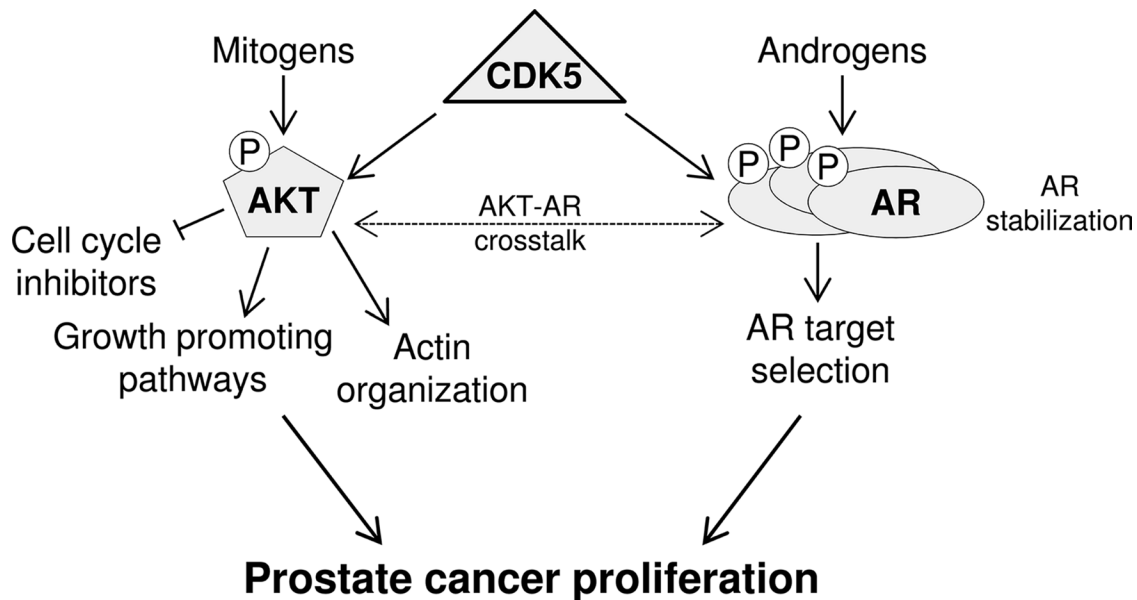 Mitogens
CDK5
Androgens
P
AKT
P
P
P
AR
AR
stabilization
AKT-AR
crosstalk
Cell cycle
inhibitors
Growth promoting
pathways
Actin
organization
AR target
selection
Prostate cancer proliferation